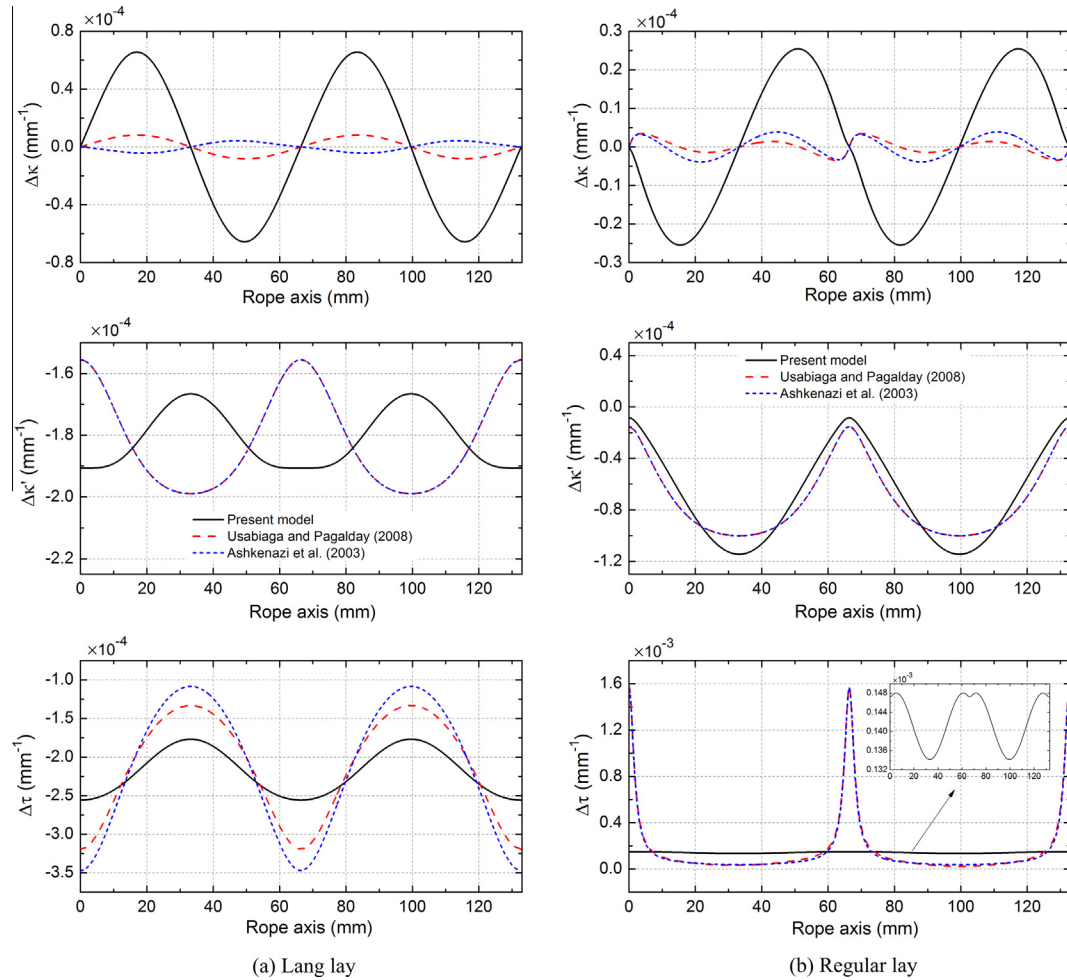 ×10⁻⁴
0.8
0.4
0.0
-0.4
-0.8
Δκ (mm⁻¹)
0 20 40 60 80 100 120
Rope axis (mm)
×10⁻⁴
0.3
0.2
0.1
0.0
-0.1
-0.2
-0.3
Δκ (mm⁻¹)
0 20 40 60 80 100 120
Rope axis (mm)
×10⁻⁴
-1.6
-1.8
-2.0
-2.2
Δκ' (mm⁻¹)
Present model
Usabiaga and Pagalday (2008)
Ashkenazi et al. (2003)
0 20 40 60 80 100 120
Rope axis (mm)
×10⁻⁴
0.4
0.0
-0.4
-0.8
-1.2
Δκ' (mm⁻¹)
Present model
Usabiaga and Pagalday (2008)
Ashkenazi et al. (2003)
0 20 40 60 80 100 120
Rope axis (mm)
×10⁻⁴
-1.0
-1.5
-2.0
-2.5
-3.0
-3.5
Δτ (mm⁻¹)
0 20 40 60 80 100 120
Rope axis (mm)
×10⁻³
1.6
1.2
0.8
0.4
0.0
Δτ (mm⁻¹)
×10⁻³
0.148
0.144
0.140
0.136
0.132
0 20 40 60 80 100 120
0 20 40 60 80 100 120
Rope axis (mm)
(a) Lang lay
(b) Regular lay